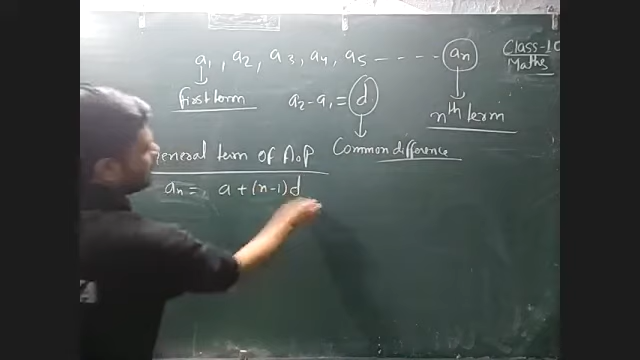 a1, a2, a3, a4, a5 - - - - - an
Class-10
Maths
first term
a2 - a1 = d
nth term
General term of A.P
Common difference
an = a + (n-1)d